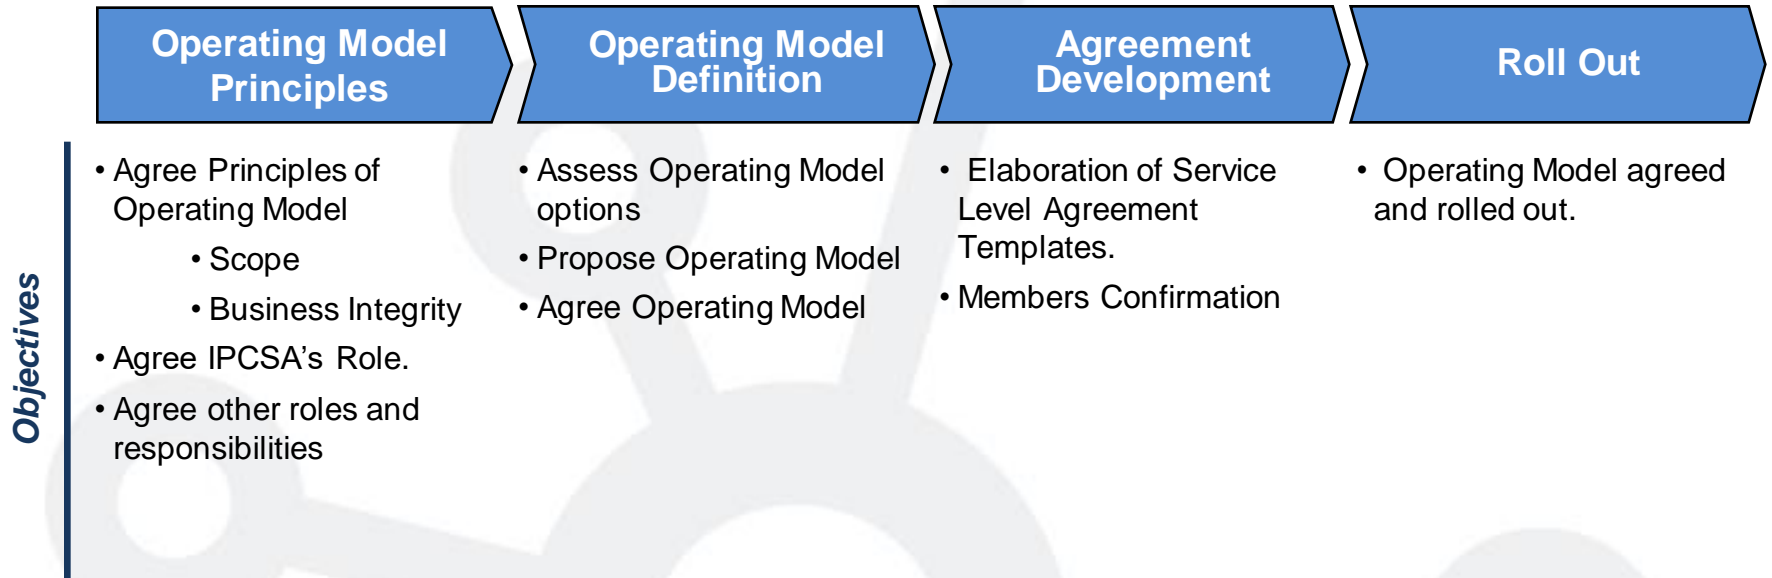 Operating Model
Principles
Operating Model
Definition
Agreement
Development
Roll Out
Objectives
• Agree Principles of
Operating Model
• Scope
• Business Integrity
• Agree IPCSA’s Role.
• Agree other roles and
responsibilities
• Assess Operating Model
options
• Propose Operating Model
• Agree Operating Model
• Elaboration of Service
Level Agreement
Templates.
• Members Confirmation
• Operating Model agreed
and rolled out.